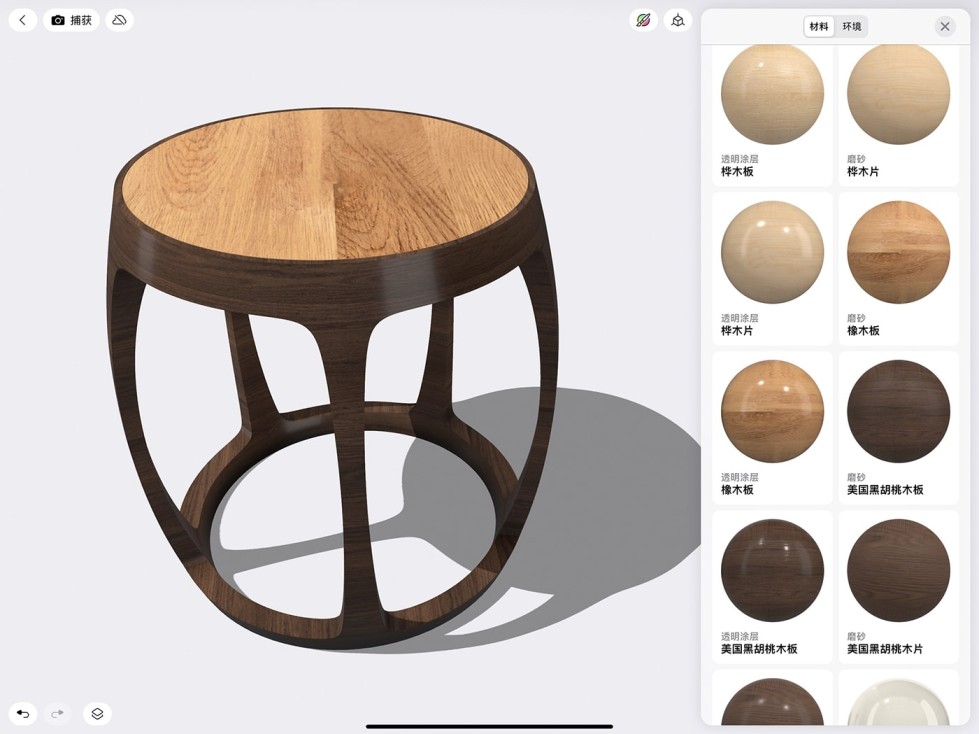 捕获
材料
环境
透明涂层
桦木板
磨砂
桦木片
透明涂层
桦木片
磨砂
橡木板
透明涂层
橡木板
磨砂
美国黑胡桃木板
透明涂层
美国黑胡桃木板
磨砂
美国黑胡桃木片